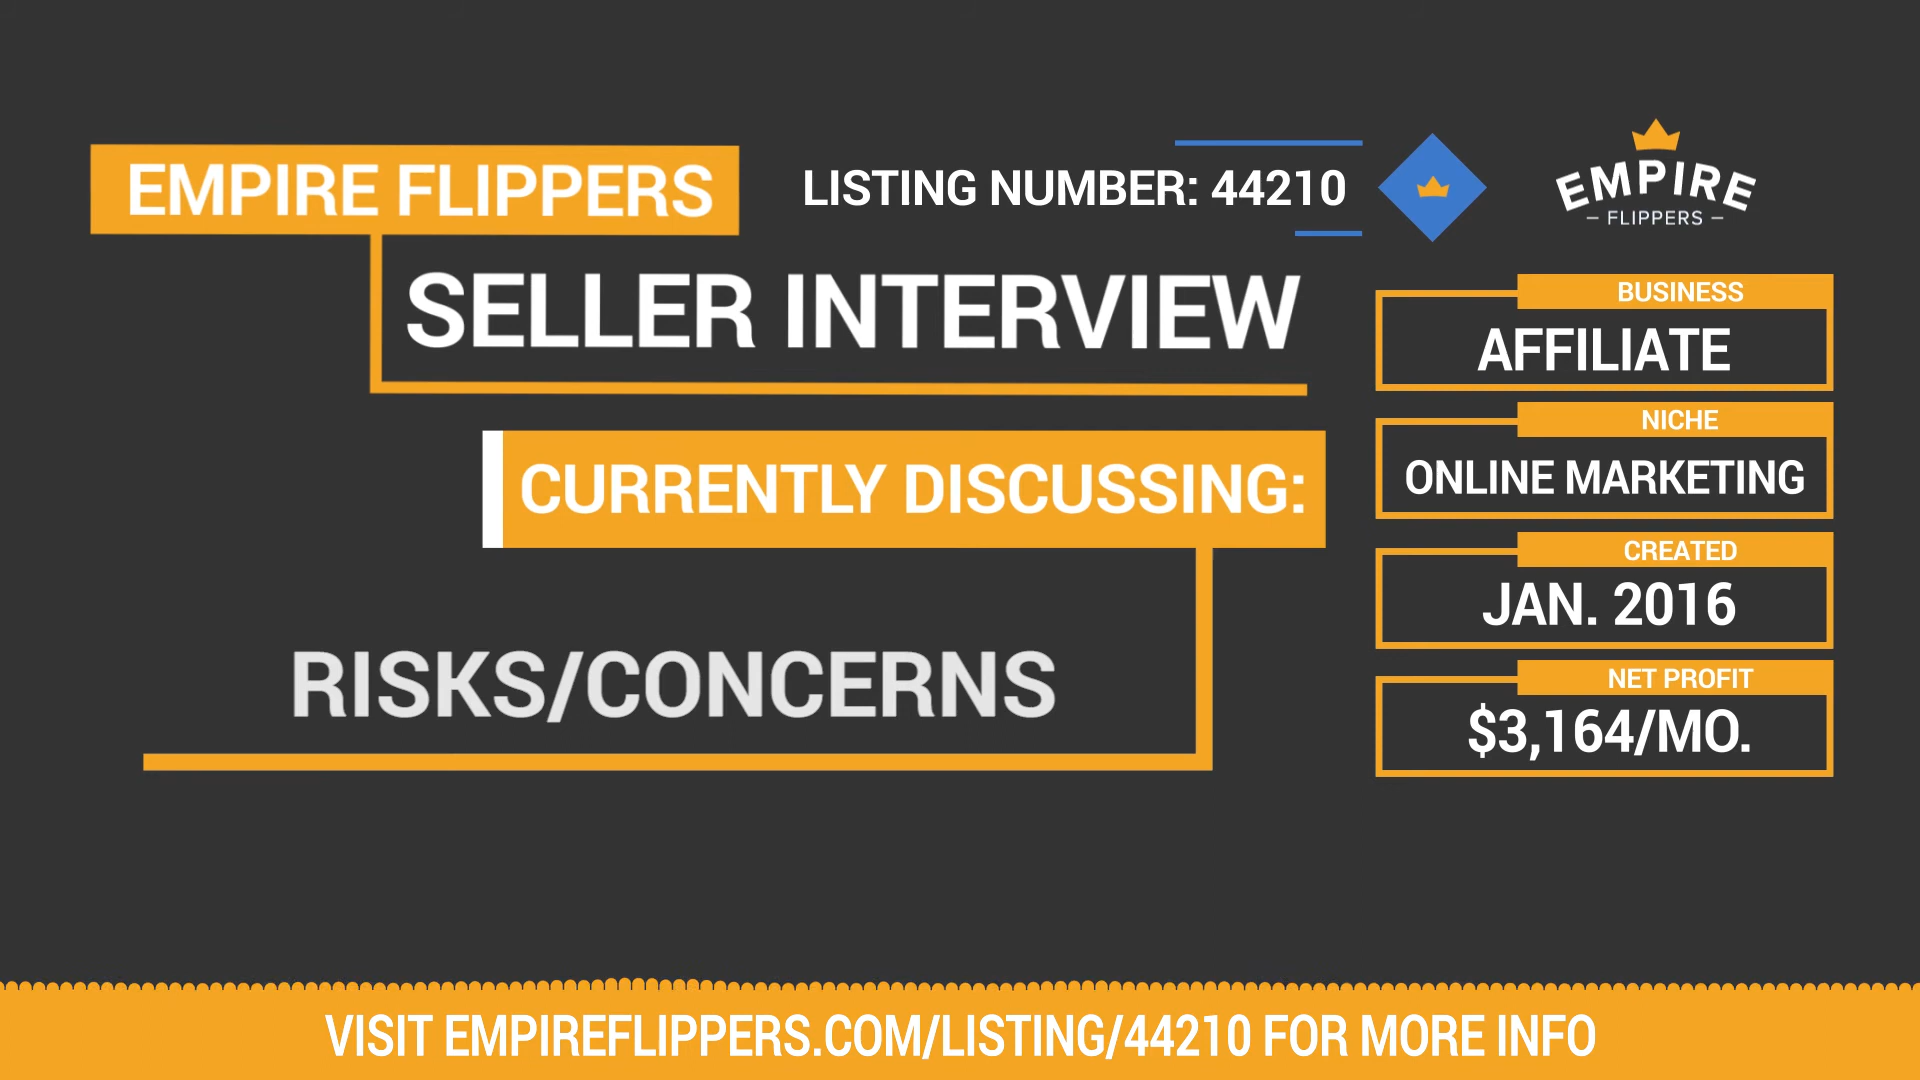 EMPIRE FLIPPERS
LISTING NUMBER: 44210
EMPIRE
FLIPPERS
SELLER INTERVIEW
CURRENTLY DISCUSSING:
RISKS/CONCERNS
BUSINESS
AFFILIATE
NICHE
ONLINE MARKETING
CREATED
JAN. 2016
NET PROFIT
$3,164/MO.
VISIT EMPIREFLIPPERS.COM/LISTING/44210 FOR MORE INFO